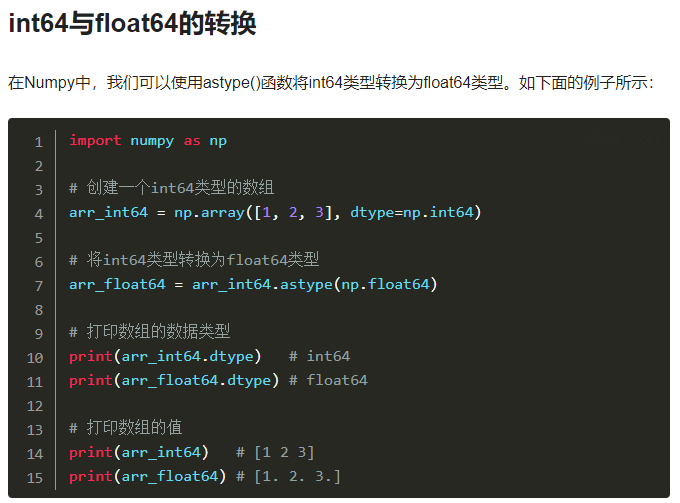 int64与float64的转换
在Numpy中，我们可以使用astype()函数将int64类型转换为float64类型。如下面的例子所示：
1 import numpy as np
2
3 # 创建一个int64类型的数组
4 arr_int64 = np.array([1, 2, 3], dtype=np.int64)
5
6 # 将int64类型转换为float64类型
7 arr_float64 = arr_int64.astype(np.float64)
8
9 # 打印数组的数据类型
10 print(arr_int64.dtype)   # int64
11 print(arr_float64.dtype) # float64
12
13 # 打印数组的值
14 print(arr_int64)   # [1 2 3]
15 print(arr_float64) # [1. 2. 3.]